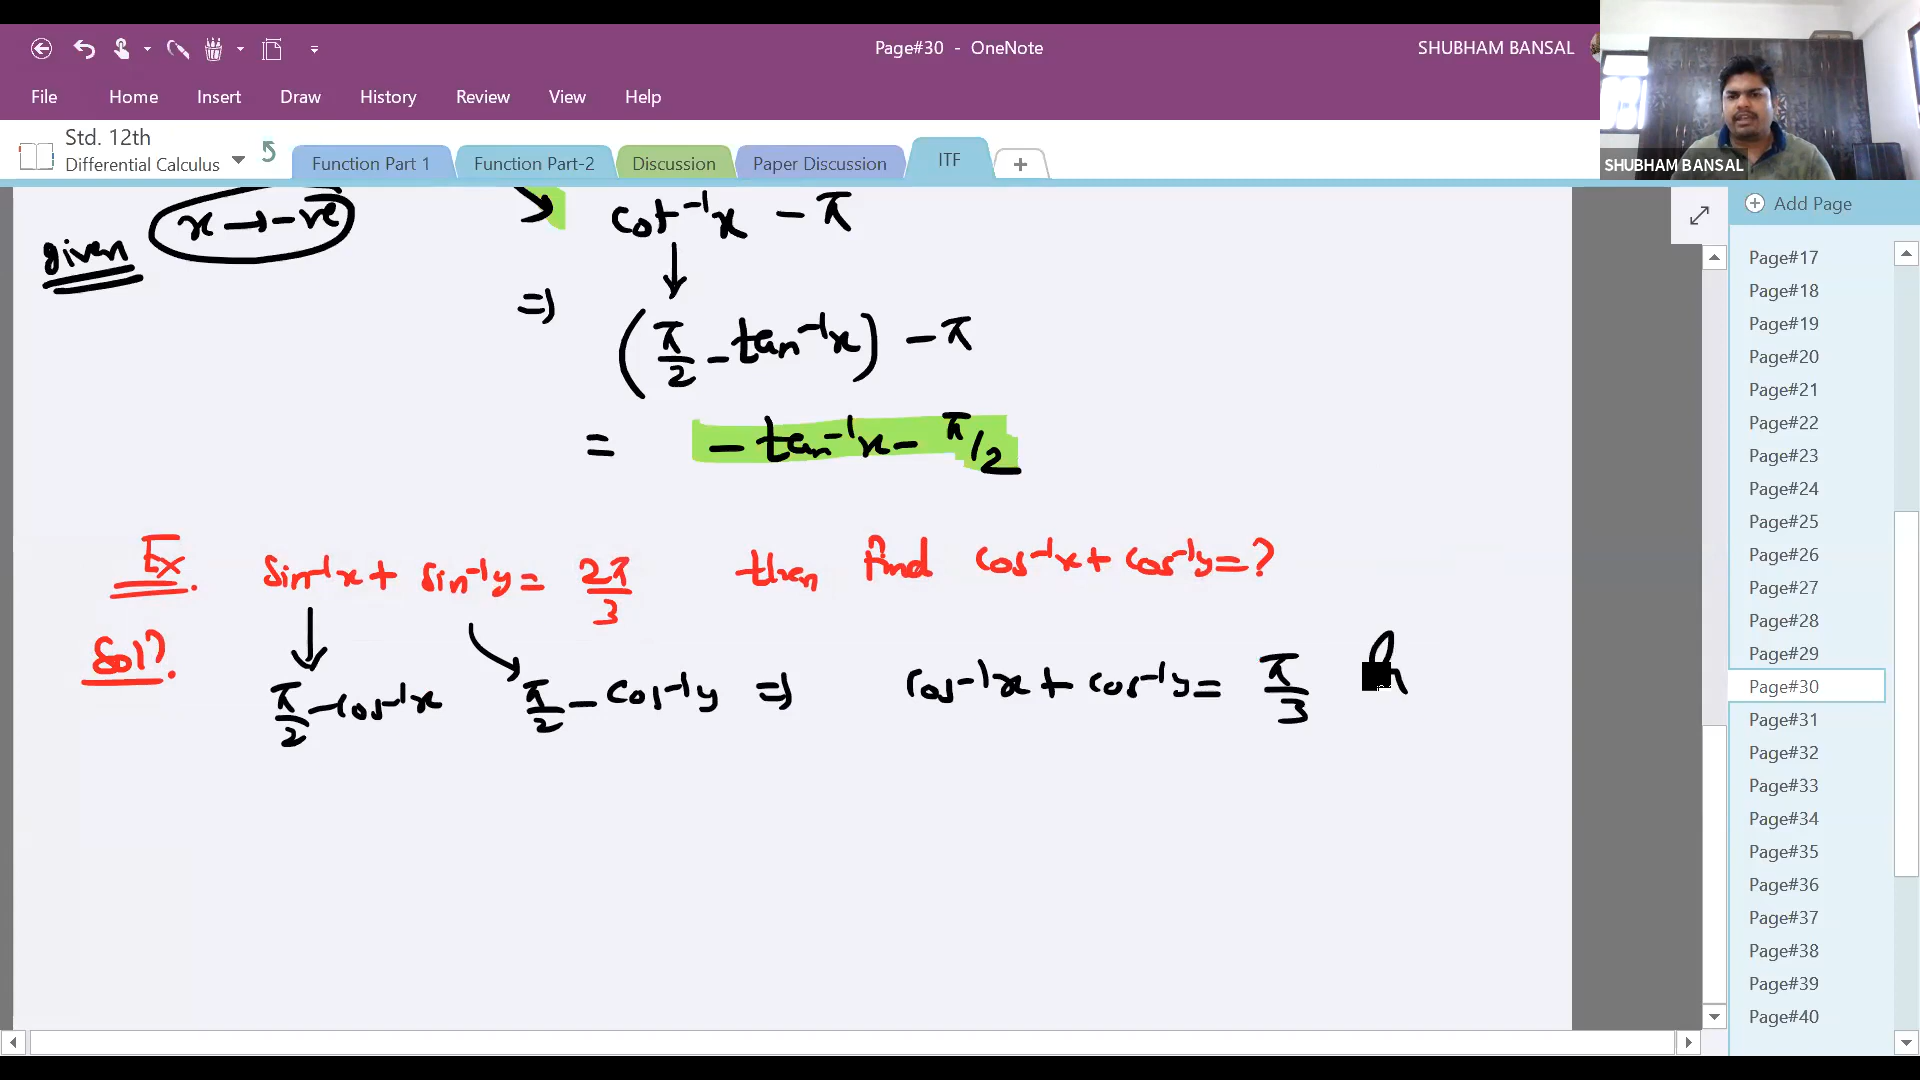 Page#30 - OneNote
SHUBHAM BANSAL
File Home Insert Draw History Review View Help
Std. 12th
Differential Calculus
Function Part 1
Function Part-2
Discussion
Paper Discussion
ITF
SHUBHAM BANSAL
Add Page
given
x → -ve
cot⁻¹x - π
⇒ (π/2 - tan⁻¹x) - π
= - tan⁻¹x - π/2
Ex. sin⁻¹x + sin⁻¹y = 2π/3 then find cos⁻¹x + cos⁻¹y = ?
Solⁿ.
π/2 - cos⁻¹x π/2 - cos⁻¹y ⇒ cos⁻¹x + cos⁻¹y = π/3
Page#17
Page#18
Page#19
Page#20
Page#21
Page#22
Page#23
Page#24
Page#25
Page#26
Page#27
Page#28
Page#29
Page#30
Page#31
Page#32
Page#33
Page#34
Page#35
Page#36
Page#37
Page#38
Page#39
Page#40